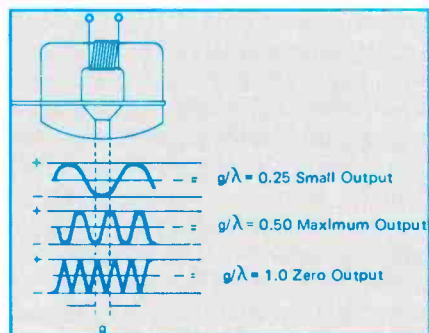 +
-
= g/λ = 0.25 Small Output
+
-
= g/λ = 0.50 Maximum Output
+
-
= g/λ = 1.0 Zero Output
g